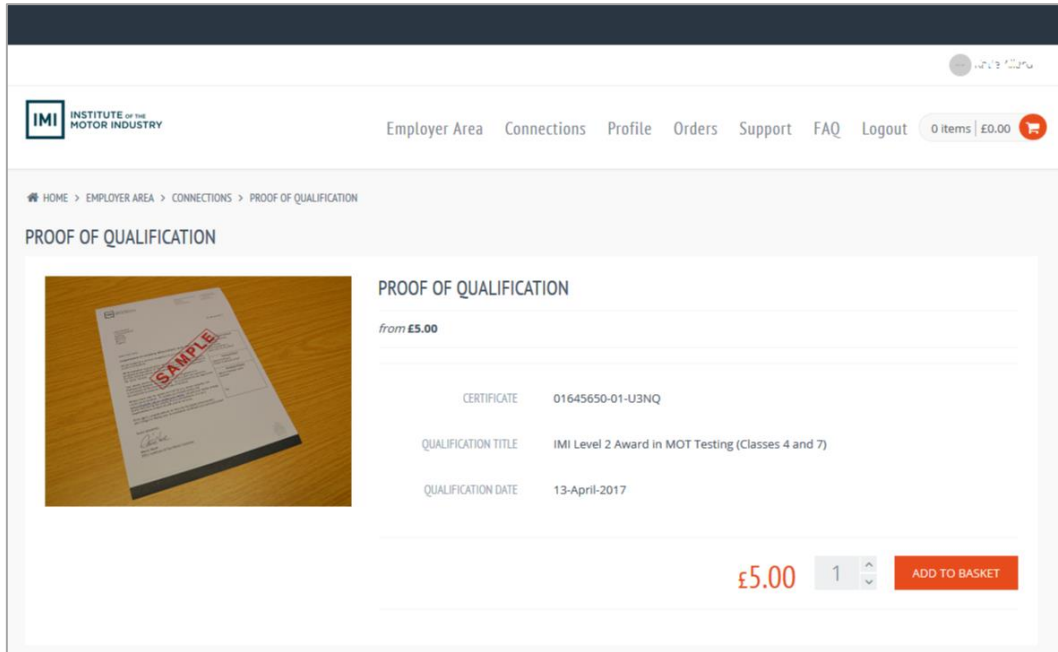 IMI INSTITUTE OF THE
MOTOR INDUSTRY
Employer Area Connections Profile Orders Support FAQ Logout 0 items £0.00
HOME > EMPLOYER AREA > CONNECTIONS > PROOF OF QUALIFICATION
PROOF OF QUALIFICATION
SAMPLE
PROOF OF QUALIFICATION
from £5.00
CERTIFICATE 01645650-01-U3NQ
QUALIFICATION TITLE IMI Level 2 Award in MOT Testing (Classes 4 and 7)
QUALIFICATION DATE 13-April-2017
£5.00 1 ADD TO BASKET